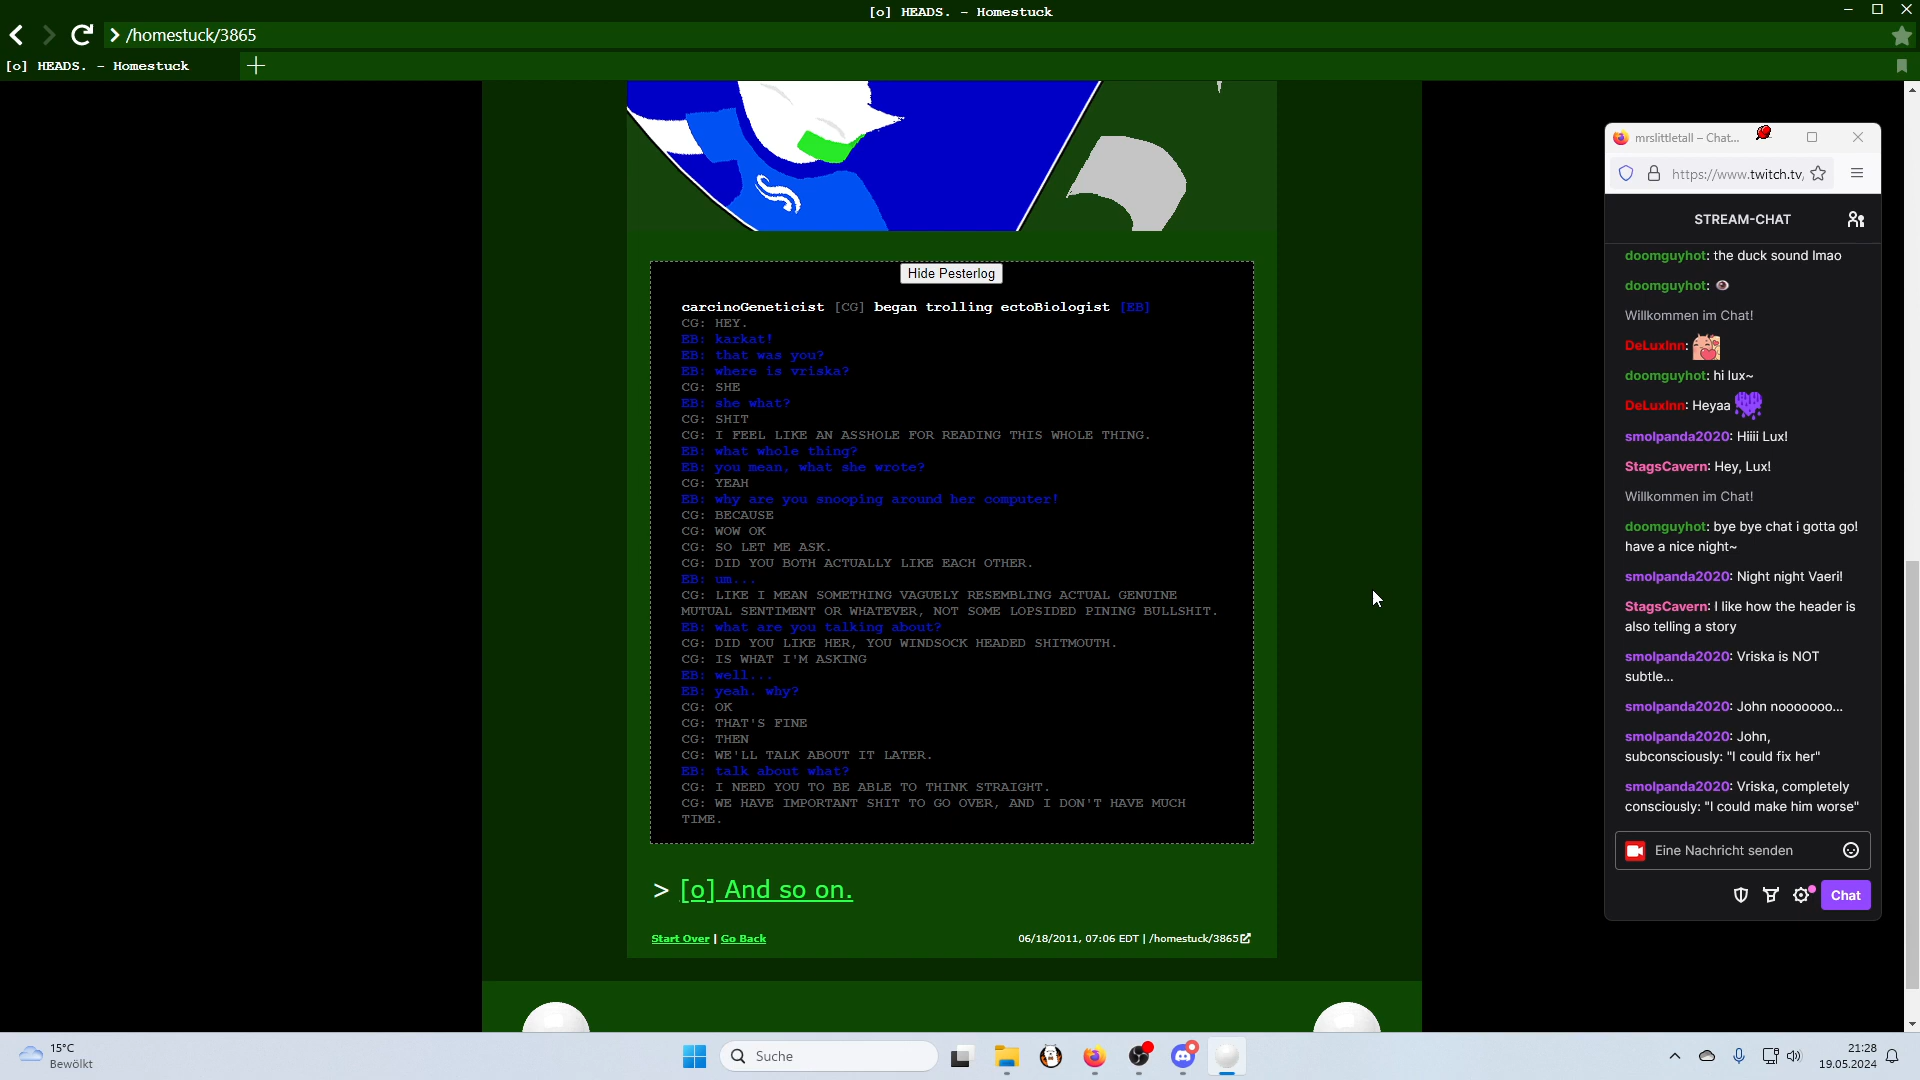 [o] HEADS. - Homestuck
/homestuck/3865
[o] HEADS. - Homestuck
Hide Pesterlog
carcinoGeneticist [CG] began trolling ectoBiologist [EB]
CG: HEY.
EB: karkat!
EB: that was you?
EB: where is vriska?
CG: SHE
EB: she what?
CG: SHIT
CG: I FEEL LIKE AN ASSHOLE FOR READING THIS WHOLE THING.
EB: what whole thing?
EB: you mean, what she wrote?
CG: YEAH
EB: why are you snooping around her computer!
CG: BECAUSE
CG: WOW OK
CG: SO LET ME ASK.
CG: DID YOU BOTH ACTUALLY LIKE EACH OTHER.
EB: um...
CG: LIKE I MEAN SOMETHING VAGUELY RESEMBLING ACTUAL GENUINE
MUTUAL SENTIMENT OR WHATEVER, NOT SOME LOPSIDED PINING BULLSHIT.
EB: what are you talking about?
CG: DID YOU LIKE HER, YOU WINDSOCK HEADED SHITMOUTH.
CG: IS WHAT I'M ASKING
EB: well...
EB: yeah. why?
CG: OK
CG: THAT'S FINE
CG: THEN
CG: WE'LL TALK ABOUT IT LATER.
EB: talk about what?
CG: I NEED YOU TO BE ABLE TO THINK STRAIGHT.
CG: WE HAVE IMPORTANT SHIT TO GO OVER, AND I DON'T HAVE MUCH
TIME.
> [o] And so on.
Start Over | Go Back
06/18/2011, 07:06 EDT | /homestuck/3865
mrslittletall – Chat...
https://www.twitch.tv/
STREAM-CHAT
doomguyhot: the duck sound lmao
doomguyhot:
Willkommen im Chat!
DeLuxInn:
doomguyhot: hi lux~
DeLuxInn: Heyaa
smolpanda2020: Hiiii Lux!
StagsCavern: Hey, Lux!
Willkommen im Chat!
doomguyhot: bye bye chat i gotta go!
have a nice night~
smolpanda2020: Night night Vaeri!
StagsCavern: I like how the header is
also telling a story
smolpanda2020: Vriska is NOT
subtle...
smolpanda2020: John nooooooo...
smolpanda2020: John,
subconsciously: "I could fix her"
smolpanda2020: Vriska, completely
consciously: "I could make him worse"
Eine Nachricht senden
Chat
15°C
Bewölkt
Suche
21:28
19.05.2024